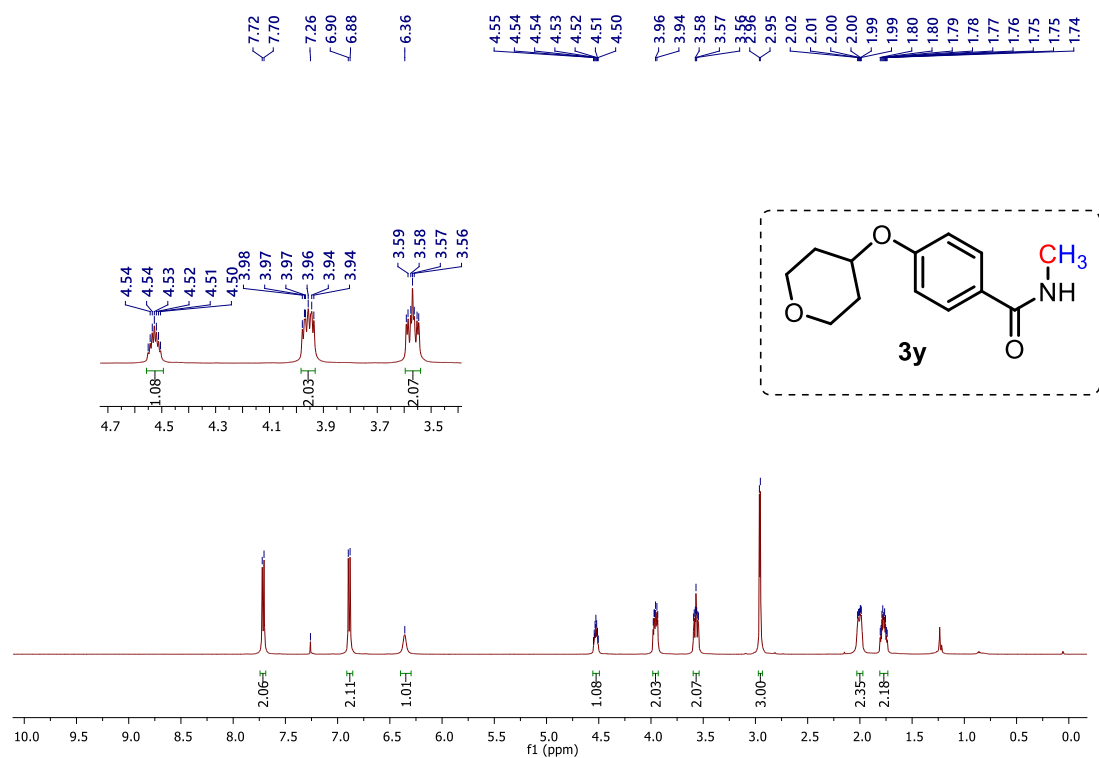 7.72 7.70 7.26 6.90 6.88 6.36 4.55 4.54 4.54 4.53 4.52 4.51 4.50 3.96 3.94 3.58 3.57 3.56 2.96 2.95 2.02 2.01 2.00 2.00 1.99 1.99 1.80 1.80 1.79 1.78 1.77 1.76 1.75 1.75 1.74
4.54 4.54 4.53 4.52 4.51 4.50 3.98 3.97 3.97 3.96 3.94 3.94 3.59 3.58 3.57 3.56
1.08 2.03 2.07
4.7 4.5 4.3 4.1 3.9 3.7 3.5
O
CH3
O
NH
O
3y
2.06 2.11 1.01 1.08 2.03 2.07 3.00 2.35 2.18
10.0 9.5 9.0 8.5 8.0 7.5 7.0 6.5 6.0 5.5 5.0 4.5 4.0 3.5 3.0 2.5 2.0 1.5 1.0 0.5 0.0
f1 (ppm)